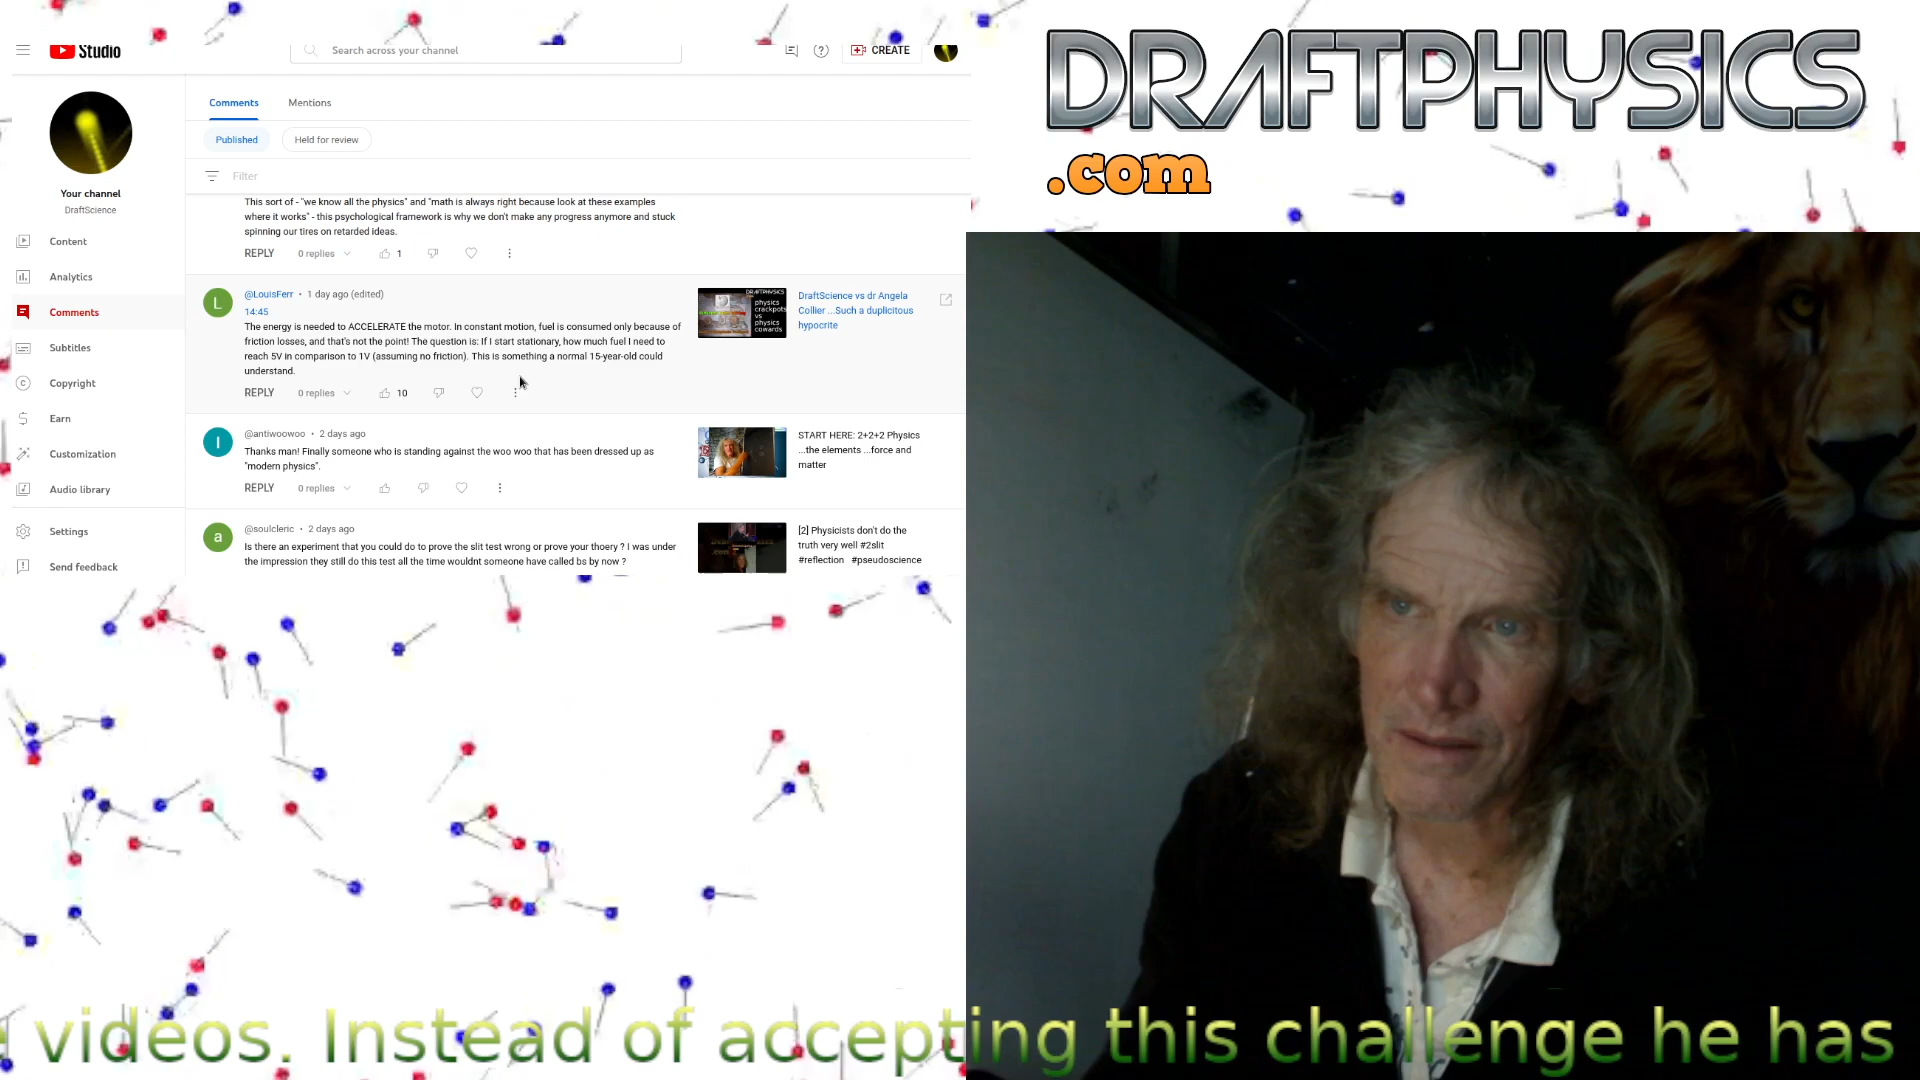 Studio
Search across your channel
CREATE
Your channel
DraftScience
Content
Analytics
Comments
Subtitles
Copyright
Earn
Customization
Audio library
Settings
Send feedback
Comments
Mentions
Published
Held for review
Filter
This sort of - "we know all the physics" and "math is always right because look at these examples
where it works" - this psychological framework is why we don't make any progress anymore and stuck
spinning our tires on retarded ideas.
REPLY
0 replies
1
@LouisFerr • 1 day ago (edited)
14:45
The energy is needed to ACCELERATE the motor. In constant motion, fuel is consumed only because of
friction losses, and that's not the point! The question is: If I start stationary, how much fuel I need to
reach 5V in comparison to 1V (assuming no friction). This is something a normal 15-year-old could
understand.
REPLY
0 replies
10
physics
crackpots
vs
physics
cowards
DraftScience vs dr Angela
Collier ...Such a duplicitous
hypocrite
@antiwoowoo • 2 days ago
Thanks man! Finally someone who is standing against the woo woo that has been dressed up as
"modern physics".
REPLY
0 replies
START HERE: 2+2+2 Physics
...the elements ...force and
matter
@soulcleric • 2 days ago
Is there an experiment that you could do to prove the slit test wrong or prove your thoery ? I was under
the impression they still do this test all the time wouldnt someone have called bs by now ?
[2] Physicists don't do the
truth very well #2slit
#reflection #pseudoscience
L
I
a
DRAFTPHYSICS
.com
videos. Instead of accepting this challenge he has